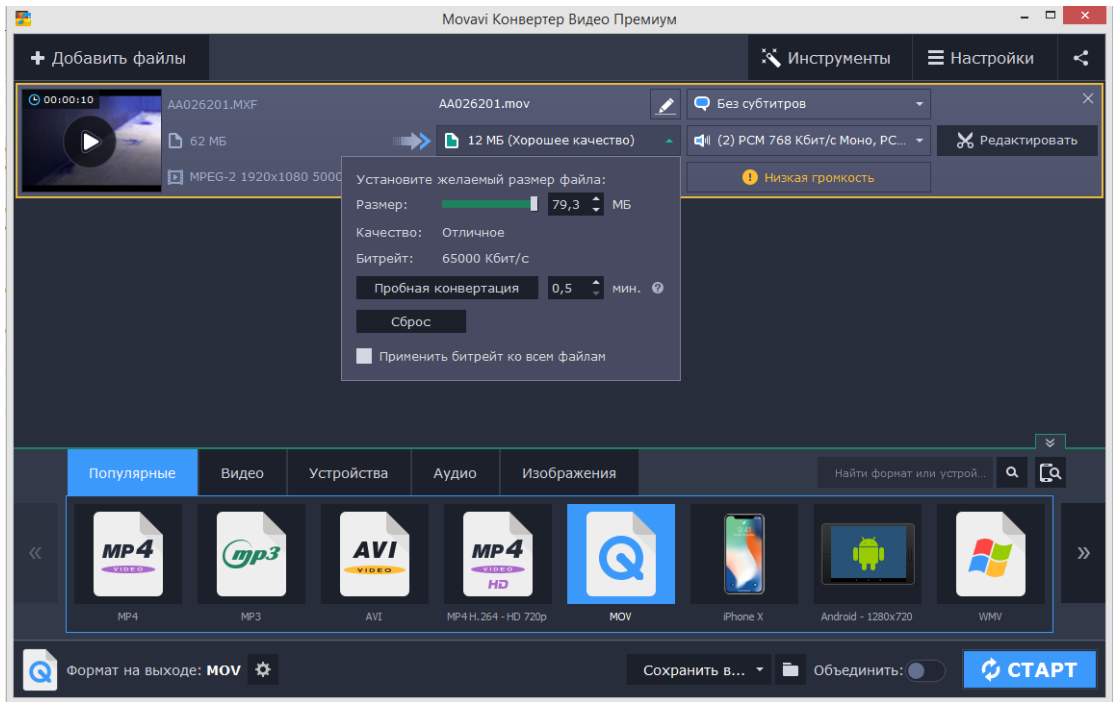 Movavi Конвертер Видео Премиум
Добавить файлы
Инструменты
Настройки
00:00:10
AA026201.MXF
AA026201.mov
Без субтитров
62 МБ
12 МБ (Хорошее качество)
(2) PCM 768 Кбит/с Моно, PC...
Редактировать
MPEG-2 1920x1080 5000
Низкая громкость
Установите желаемый размер файла:
Размер: 79,3 МБ
Качество: Отличное
Битрейт: 65000 Кбит/с
Пробная конвертация 0,5 мин.
Сброс
Применить битрейт ко всем файлам
Популярные Видео Устройства Аудио Изображения
Найти формат или устрой...
MP4 VIDEO
mp3
AVI VIDEO
MP4 VIDEO HD
9:41
MP4
MP3
AVI
MP4 H.264 - HD 720p
MOV
iPhone X
Android - 1280x720
WMV
Формат на выходе: MOV
Сохранить в...
Объединить:
СТАРТ